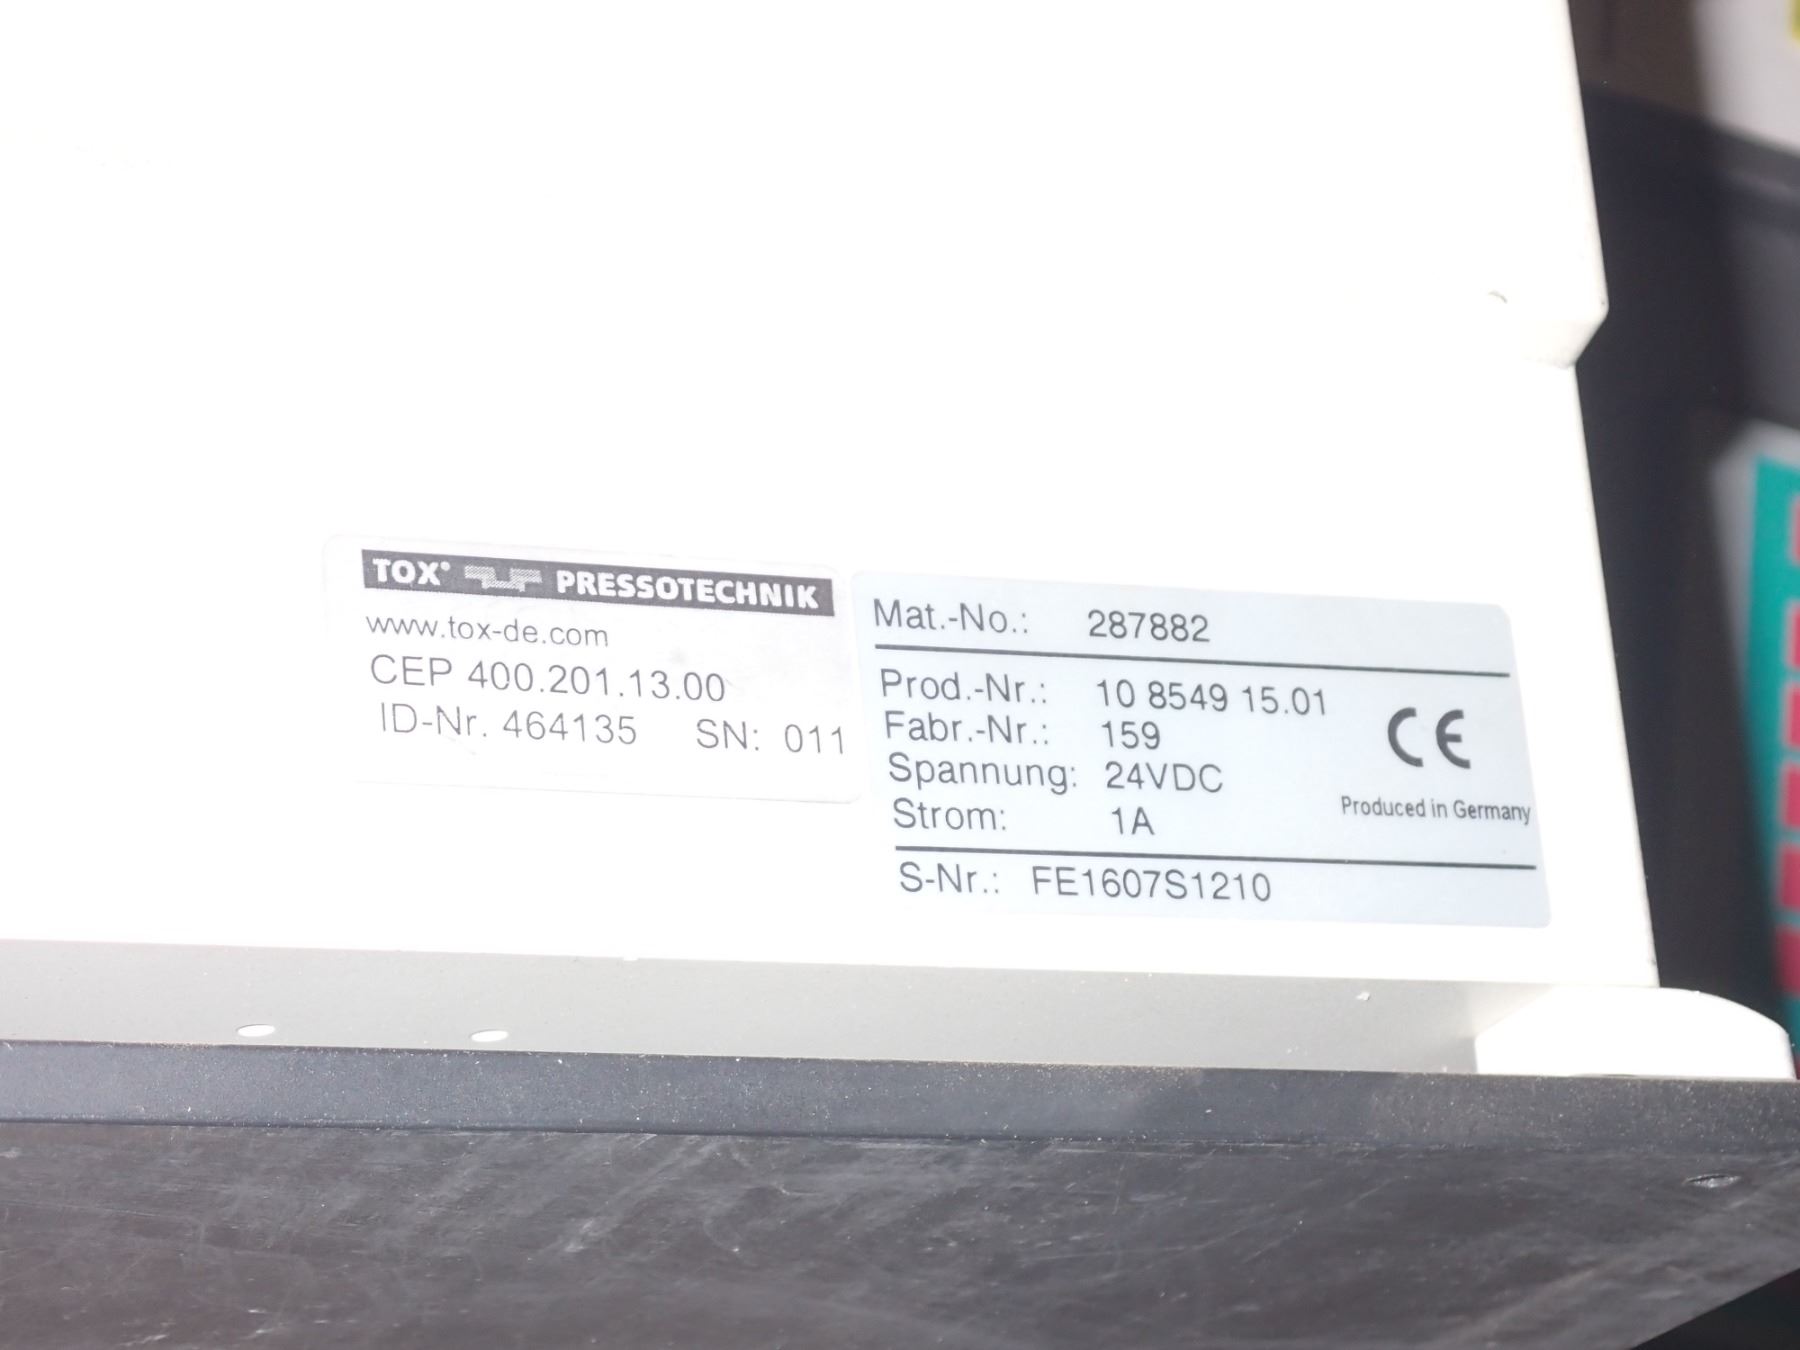 TOX® PRESSOTECHNIK
www.tox-de.com
CEP 400.201.13.00
ID-Nr. 464135 SN: 011
Mat.-No.: 287882
Prod.-Nr.: 10 8549 15.01
Fabr.-Nr.: 159
Spannung: 24VDC
Strom: 1A
CE
Produced in Germany
S-Nr.: FE1607S1210